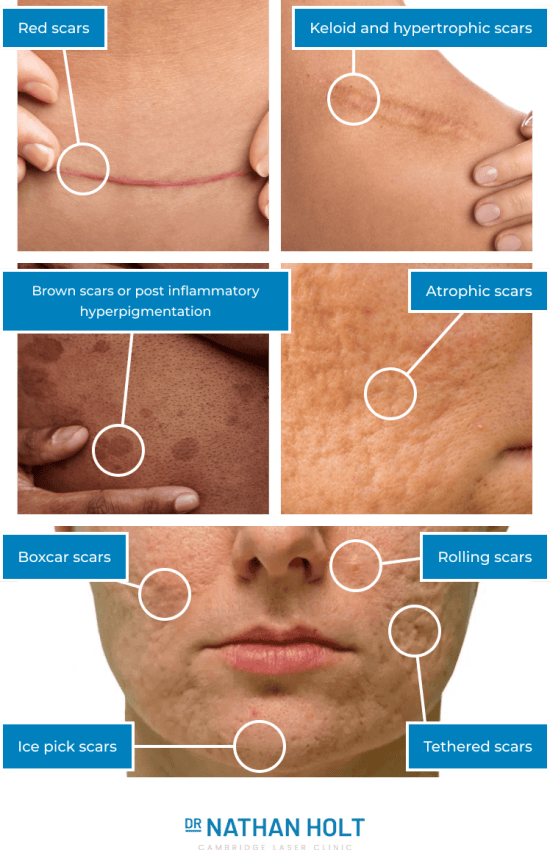 Red scars
Keloid and hypertrophic scars
Brown scars or post inflammatory
hyperpigmentation
Atrophic scars
Boxcar scars
Rolling scars
Ice pick scars
Tethered scars
DR NATHAN HOLT
CAMBRIDGE LASER CLINIC